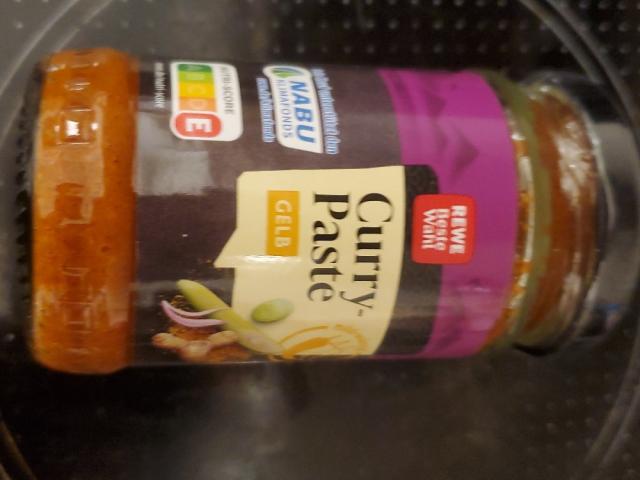 REWE
Beste
Wahl
Curry-
Paste
GELB
NABU
KLIMAFONDS
NUTRI-SCORE
B C D E